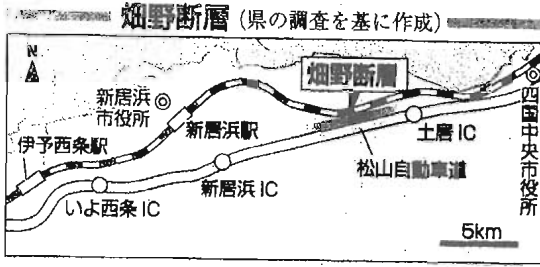 畑野断層 (県の調査を基に作成)
N
畑野断層
新居浜
市役所
新居浜駅
伊予西条駅
土居IC
四国中央市役所
松山自動車道
新居浜IC
いよ西条IC
5km